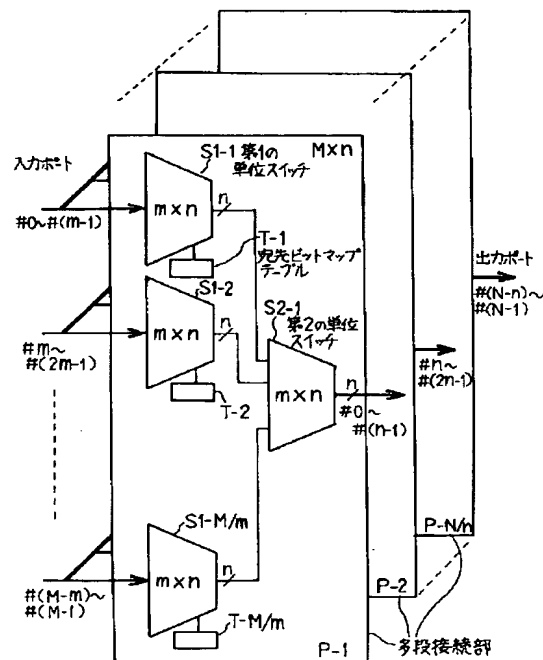 M×n
S1-1 第1の
単位スイッチ
入力ポート
m×n
n
#0~#(m-1)
T-1
宛先ビットマップ
テーブル
S1-2
m×n
n
#m~
#(2m-1)
T-2
S2-1
第2の単位
スイッチ
m×n
n
#0~
#(n-1)
出力ポート
#(N-n)~
#(N-1)
#n~
#(2n-1)
S1-M/m
m×n
n
#(M-m)~
#(M-1)
T-M/m
P-1
P-2
P-N/n
多段接続部